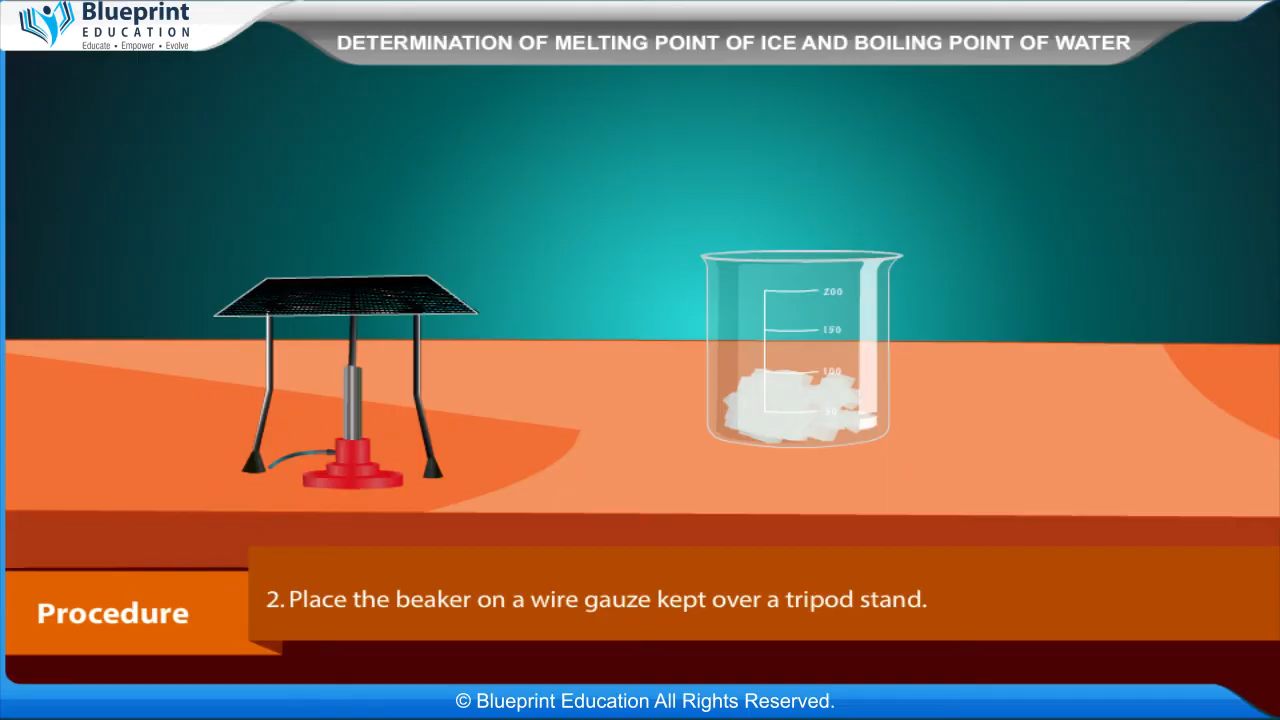 Blueprint
EDUCATION
Educate • Empower • Evolve
DETERMINATION OF MELTING POINT OF ICE AND BOILING POINT OF WATER
200
150
100
50
Procedure
2. Place the beaker on a wire gauze kept over a tripod stand.
© Blueprint Education All Rights Reserved.